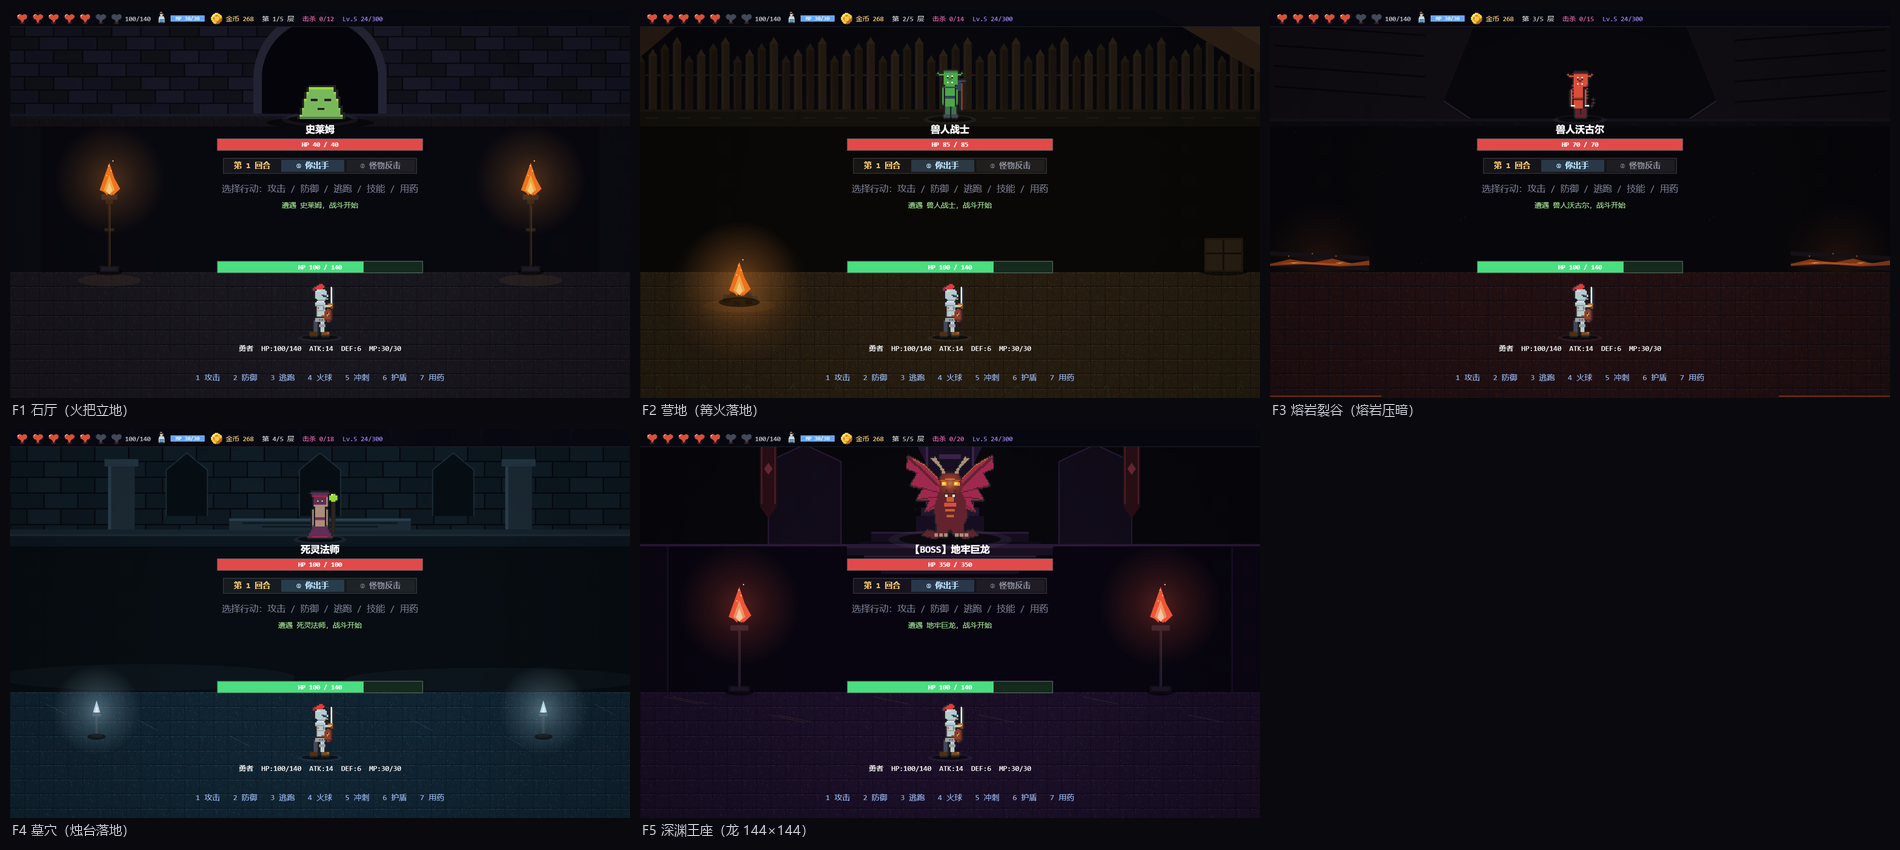 100/140 MP 30/30 金币 268 第 1/5 层 击杀 0/12 Lv.5 24/300
史莱姆
HP 40 / 40
第 1 回合 ① 你出手 ② 怪物反击
选择行动: 攻击 / 防御 / 逃跑 / 技能 / 用药
遭遇 史莱姆，战斗开始
HP 100 / 140
勇者 HP:100/140 ATK:14 DEF:6 MP:30/30
1 攻击 2 防御 3 逃跑 4 火球 5 冲刺 6 护盾 7 用药
F1 石厅（火把立地）
100/140 MP 30/30 金币 268 第 2/5 层 击杀 0/14 Lv.5 24/300
兽人战士
HP 85 / 85
第 1 回合 ① 你出手 ② 怪物反击
选择行动: 攻击 / 防御 / 逃跑 / 技能 / 用药
遭遇 兽人战士，战斗开始
HP 100 / 140
勇者 HP:100/140 ATK:14 DEF:6 MP:30/30
1 攻击 2 防御 3 逃跑 4 火球 5 冲刺 6 护盾 7 用药
F2 营地（篝火落地）
100/140 MP 30/30 金币 268 第 3/5 层 击杀 0/15 Lv.5 24/300
兽人沃古尔
HP 70 / 70
第 1 回合 ① 你出手 ② 怪物反击
选择行动: 攻击 / 防御 / 逃跑 / 技能 / 用药
遭遇 兽人沃古尔，战斗开始
HP 100 / 140
勇者 HP:100/140 ATK:14 DEF:6 MP:30/30
1 攻击 2 防御 3 逃跑 4 火球 5 冲刺 6 护盾 7 用药
F3 熔岩裂谷（熔岩压暗）
100/140 MP 30/30 金币 268 第 4/5 层 击杀 0/18 Lv.5 24/300
死灵法师
HP 100 / 100
第 1 回合 ① 你出手 ② 怪物反击
选择行动: 攻击 / 防御 / 逃跑 / 技能 / 用药
遭遇 死灵法师，战斗开始
HP 100 / 140
勇者 HP:100/140 ATK:14 DEF:6 MP:30/30
1 攻击 2 防御 3 逃跑 4 火球 5 冲刺 6 护盾 7 用药
F4 墓穴（烛台落地）
100/140 MP 30/30 金币 268 第 5/5 层 击杀 0/20 Lv.5 24/300
【BOSS】地牢巨龙
HP 350 / 350
第 1 回合 ① 你出手 ② 怪物反击
选择行动: 攻击 / 防御 / 逃跑 / 技能 / 用药
遭遇 地牢巨龙，战斗开始
HP 100 / 140
勇者 HP:100/140 ATK:14 DEF:6 MP:30/30
1 攻击 2 防御 3 逃跑 4 火球 5 冲刺 6 护盾 7 用药
F5 深渊王座（龙 144×144）